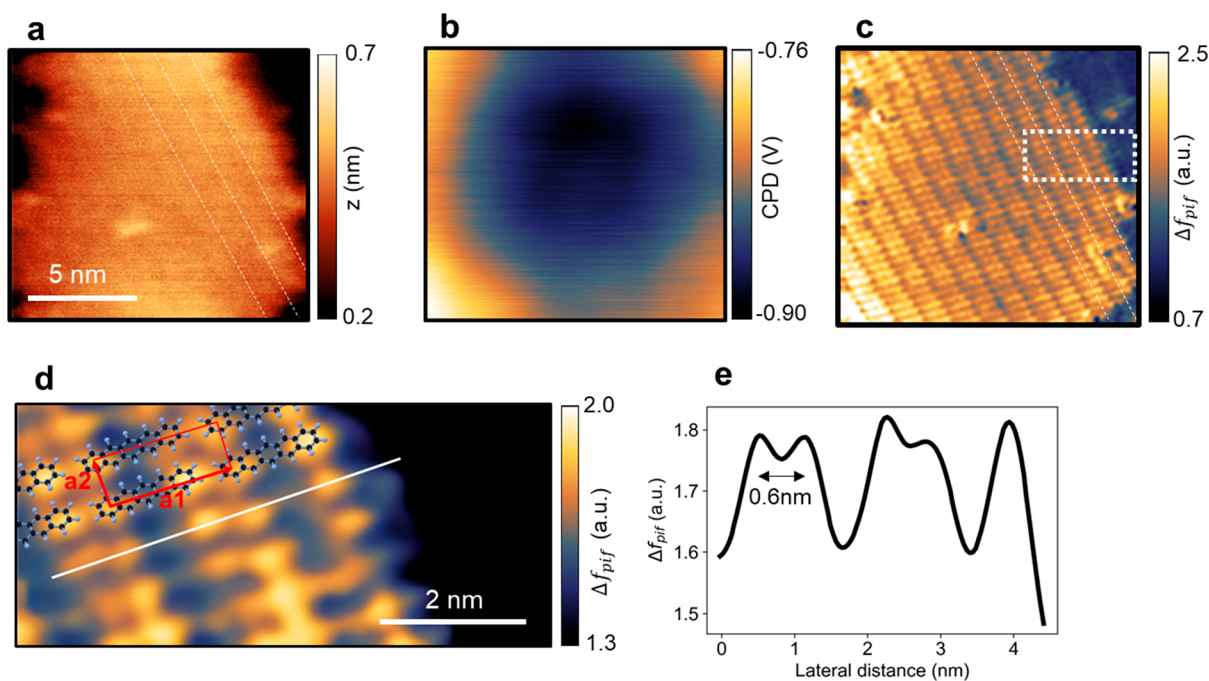 a
0.7
z (nm)
0.2
5 nm
b
-0.76
CPD (V)
-0.90
c
2.5
Δf_pif (a.u.)
0.7
d
a2
a1
2 nm
2.0
Δf_pif (a.u.)
1.3
e
1.8
1.7
1.6
1.5
Δf_pif (a.u.)
0.6nm
0
1
2
3
4
Lateral distance (nm)